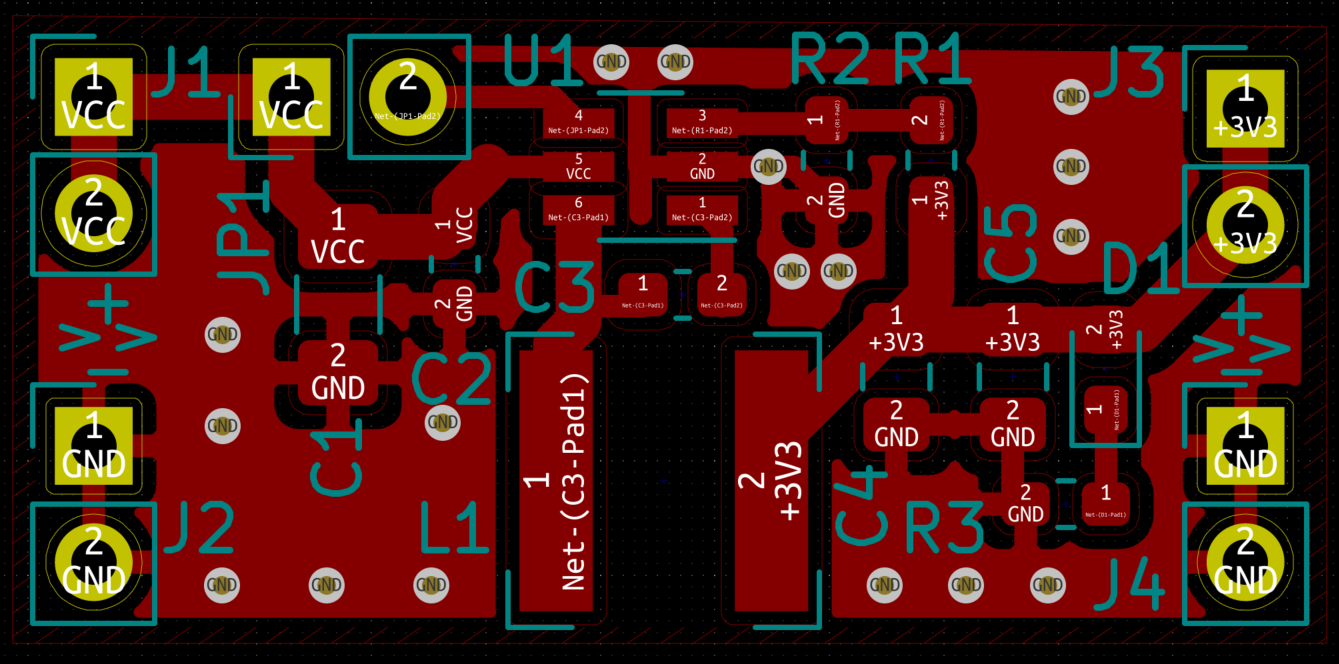 J1
U1
R2
R1
J3
1
VCC
1
VCC
2
Net-(JP1-Pad2)
GND
GND
4
Net-(JP1-Pad2)
3
Net-(R1-Pad2)
1
Net-(R1-Pad2)
2
Net-(R1-Pad2)
GND
1
+3V3
2
VCC
5
VCC
2
GND
GND
GND
6
Net-(C3-Pad1)
1
Net-(C3-Pad2)
2
GND
1
+3V3
2
+3V3
JP1
1
VCC
1
VCC
GND
C5
D1
V+
2
GND
C3
1
Net-(C3-Pad1)
2
Net-(C3-Pad2)
GND
GND
1
+3V3
1
+3V3
2
+3V3
V+
GND
2
GND
C2
1
GND
GND
GND
C1
1
Net-(C3-Pad1)
2
+3V3
2
GND
2
GND
1
Net-(D1-Pad1)
1
GND
J2
L1
C4
R3
2
GND
1
Net-(D1-Pad1)
2
GND
GND
GND
GND
GND
GND
GND
J4
2
GND